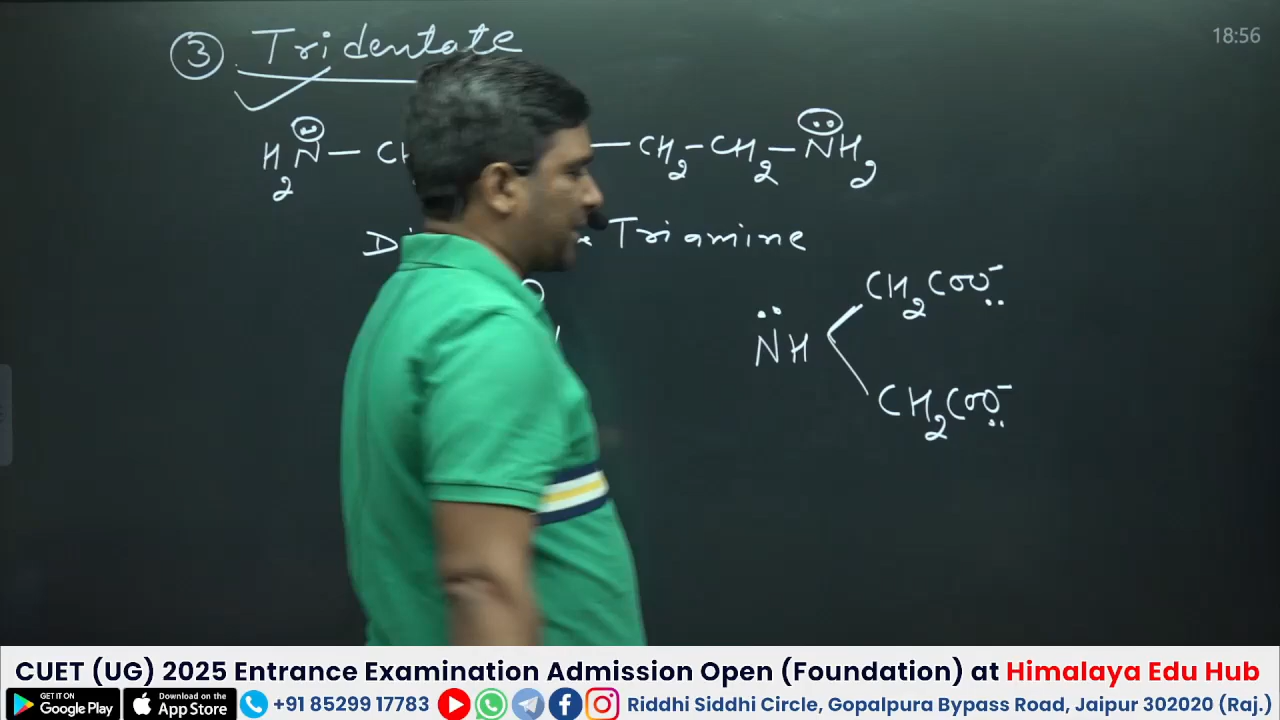 18:56
③ Tridentate
H₂N̈ — C — CH₂-CH₂-N̈H₂
Di Triamine
CH₂COO⁻
N̈H
CH₂COO⁻
CUET (UG) 2025 Entrance Examination Admission Open (Foundation) at Himalaya Edu Hub
GET IT ON Google Play Download on the App Store +91 85299 17783 Riddhi Siddhi Circle, Gopalpura Bypass Road, Jaipur 302020 (Raj.)